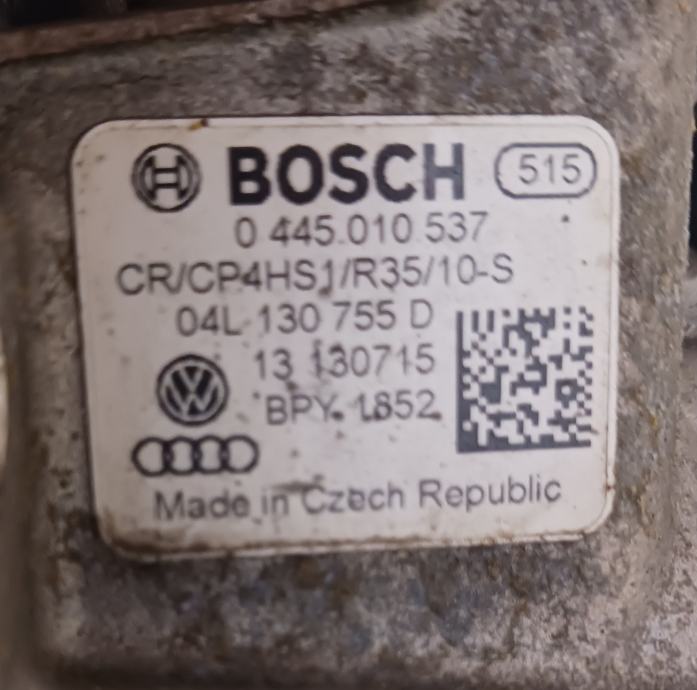 BOSCH 515
0 445 010 537
CR/CP4HS1/R35/10-S
04L 130 755 D
13 130715
BPY. 1852
Made in Czech Republic